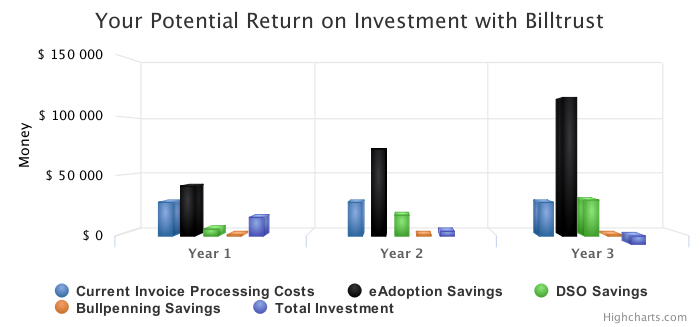 Your Potential Return on Investment with Billtrust
$ 150 000
$ 100 000
$ 50 000
$ 0
Money
Year 1 Year 2 Year 3
Current Invoice Processing Costs eAdoption Savings DSO Savings
Bullpenning Savings Total Investment
Highcharts.com